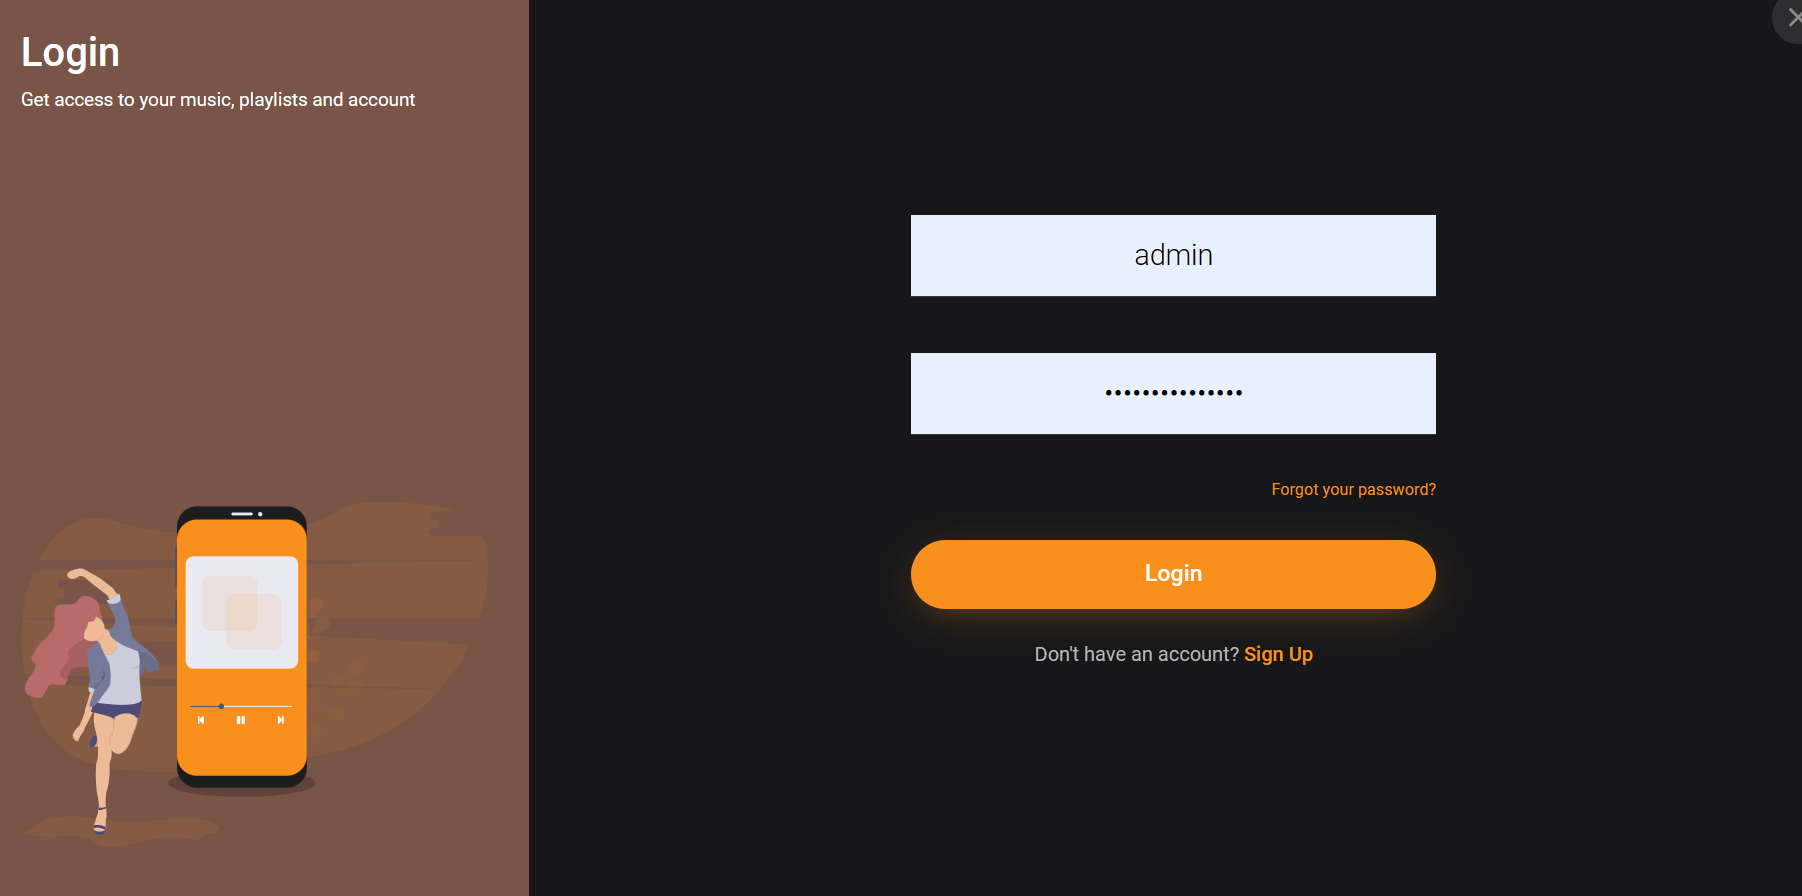 Login
Get access to your music, playlists and account
admin
•••••••••••••••
Forgot your password?
Login
Don't have an account? Sign Up